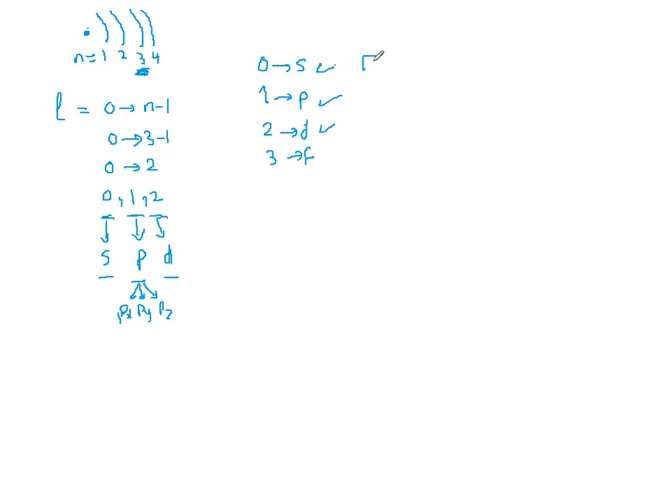 n=1 2 3 4
l = 0→n-1
0→3-1
0→2
0,1,2
s p d
Px Py Pz
0→s ✓
1→p ✓
2→d ✓
3→f